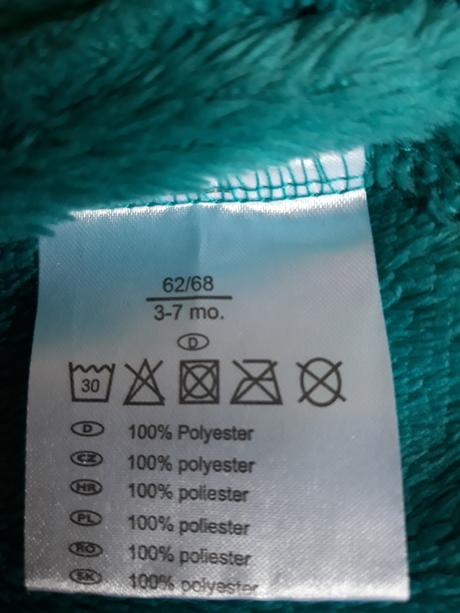 62/68
3-7 mo.
D
30
D 100% Polyester
CZ 100% polyester
HR 100% poliester
PL 100% poliester
RO 100% poliester
SK 100% polyester